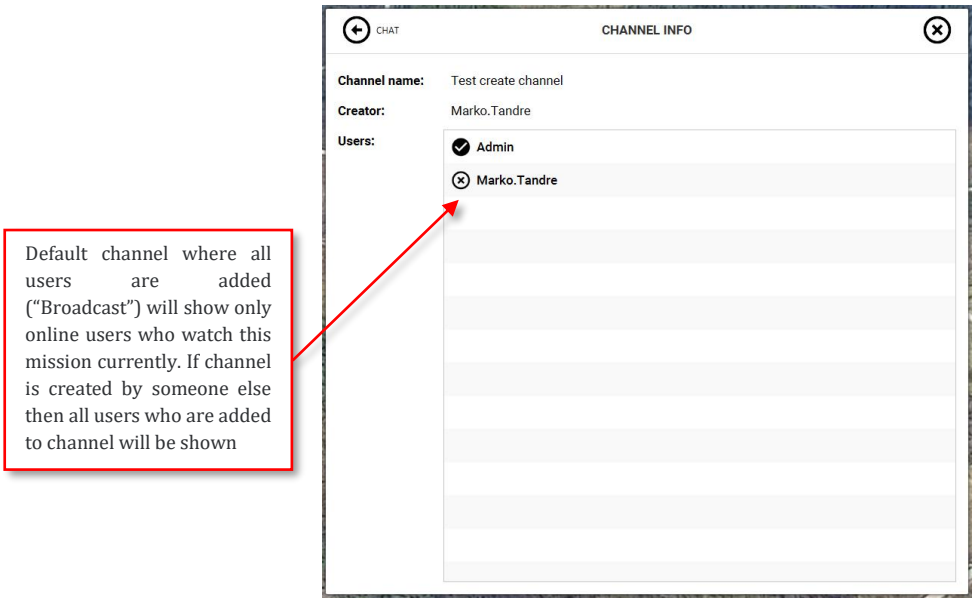 CHAT
CHANNEL INFO
Channel name: Test create channel
Creator: Marko.Tandre
Users:
Admin
Marko.Tandre
Default channel where all
users are added
(“Broadcast”) will show only
online users who watch this
mission currently. If channel
is created by someone else
then all users who are added
to channel will be shown